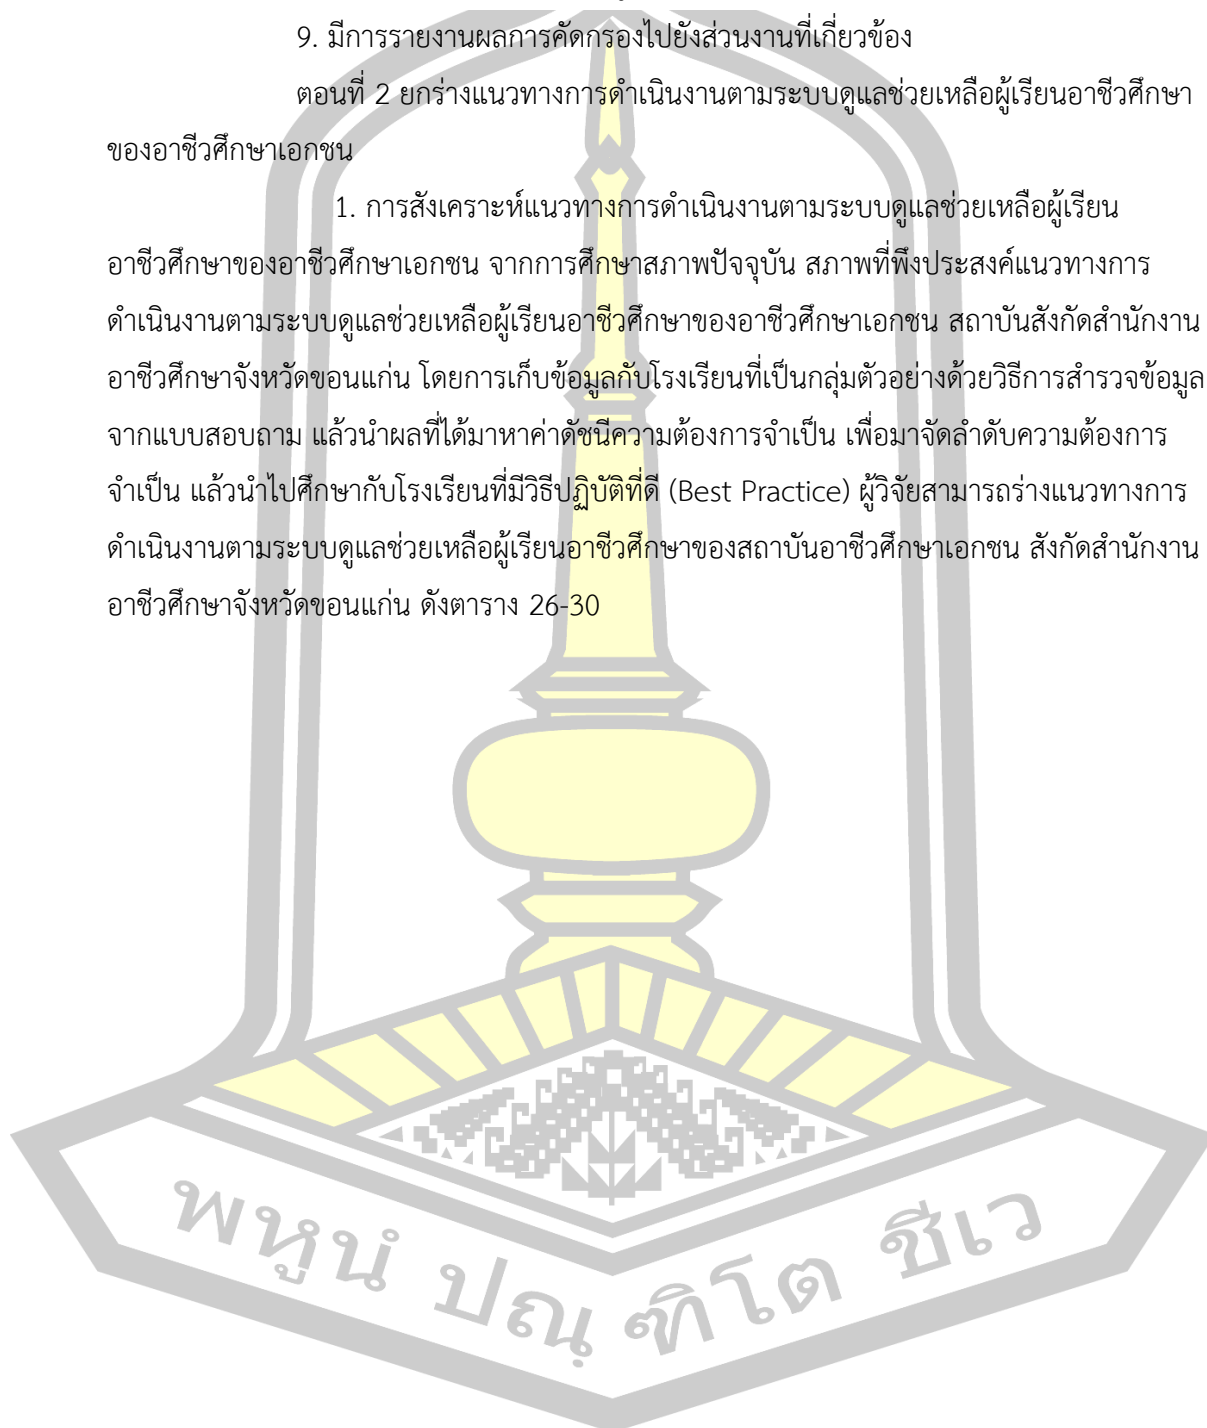 9. มีการรายงานผลการคัดกรองไปยังส่วนงานที่เกี่ยวข้อง
ตอนที่ 2 ยกร่างแนวทางการดำเนินงานตามระบบดูแลช่วยเหลือผู้เรียนอาชีวศึกษา
ของอาชีวศึกษาเอกชน
1. การสังเคราะห์แนวทางการดำเนินงานตามระบบดูแลช่วยเหลือผู้เรียน
อาชีวศึกษาของอาชีวศึกษาเอกชน จากการศึกษาสภาพปัจจุบัน สภาพที่พึงประสงค์แนวทางการ
ดำเนินงานตามระบบดูแลช่วยเหลือผู้เรียนอาชีวศึกษาของอาชีวศึกษาเอกชน สถาบันสังกัดสำนักงาน
อาชีวศึกษาจังหวัดขอนแก่น โดยการเก็บข้อมูลกับโรงเรียนที่เป็นกลุ่มตัวอย่างด้วยวิธีการสำรวจข้อมูล
จากแบบสอบถาม แล้วนำผลที่ได้มาหาค่าดัชนีความต้องการจำเป็น เพื่อมาจัดลำดับความต้องการ
จำเป็น แล้วนำไปศึกษากับโรงเรียนที่มีวิธีปฏิบัติที่ดี (Best Practice) ผู้วิจัยสามารถร่างแนวทางการ
ดำเนินงานตามระบบดูแลช่วยเหลือผู้เรียนอาชีวศึกษาของสถาบันอาชีวศึกษาเอกชน สังกัดสำนักงาน
อาชีวศึกษาจังหวัดขอนแก่น ดังตาราง 26-30
พหูนํ ปณฺฑิโต ชีเว